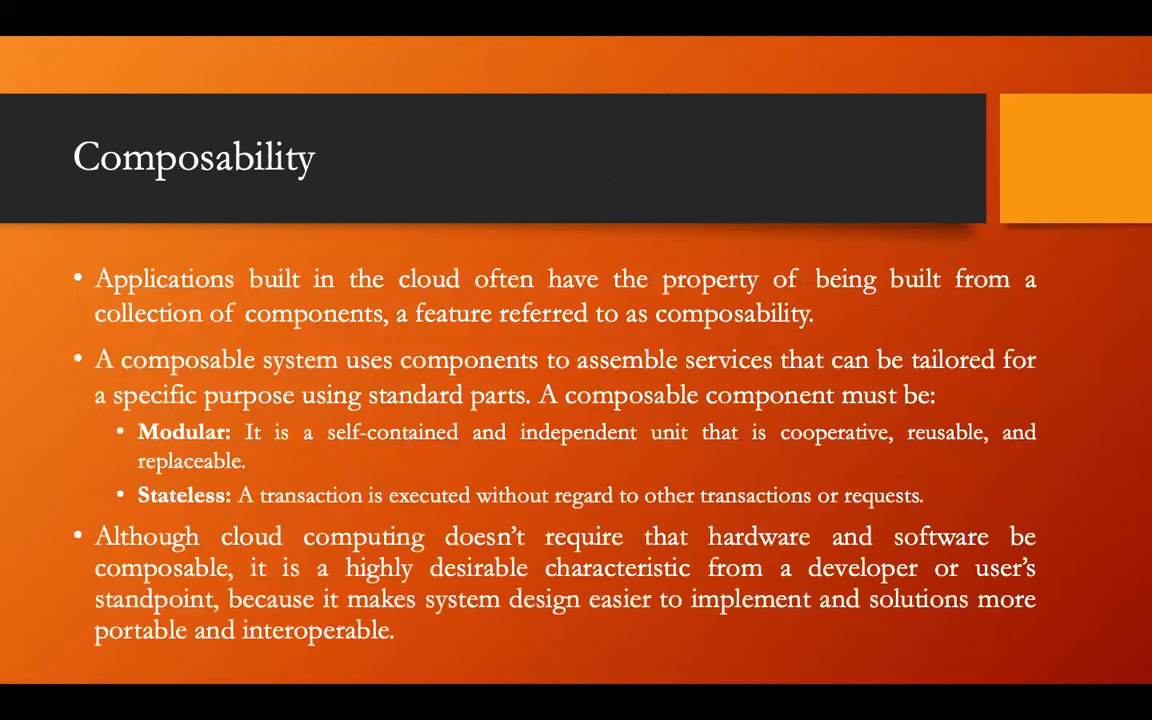 Composability
• Applications built in the cloud often have the property of being built from a
collection of components, a feature referred to as composability.
• A composable system uses components to assemble services that can be tailored for
a specific purpose using standard parts. A composable component must be:
• Modular: It is a self-contained and independent unit that is cooperative, reusable, and
replaceable.
• Stateless: A transaction is executed without regard to other transactions or requests.
• Although cloud computing doesn’t require that hardware and software be
composable, it is a highly desirable characteristic from a developer or user’s
standpoint, because it makes system design easier to implement and solutions more
portable and interoperable.